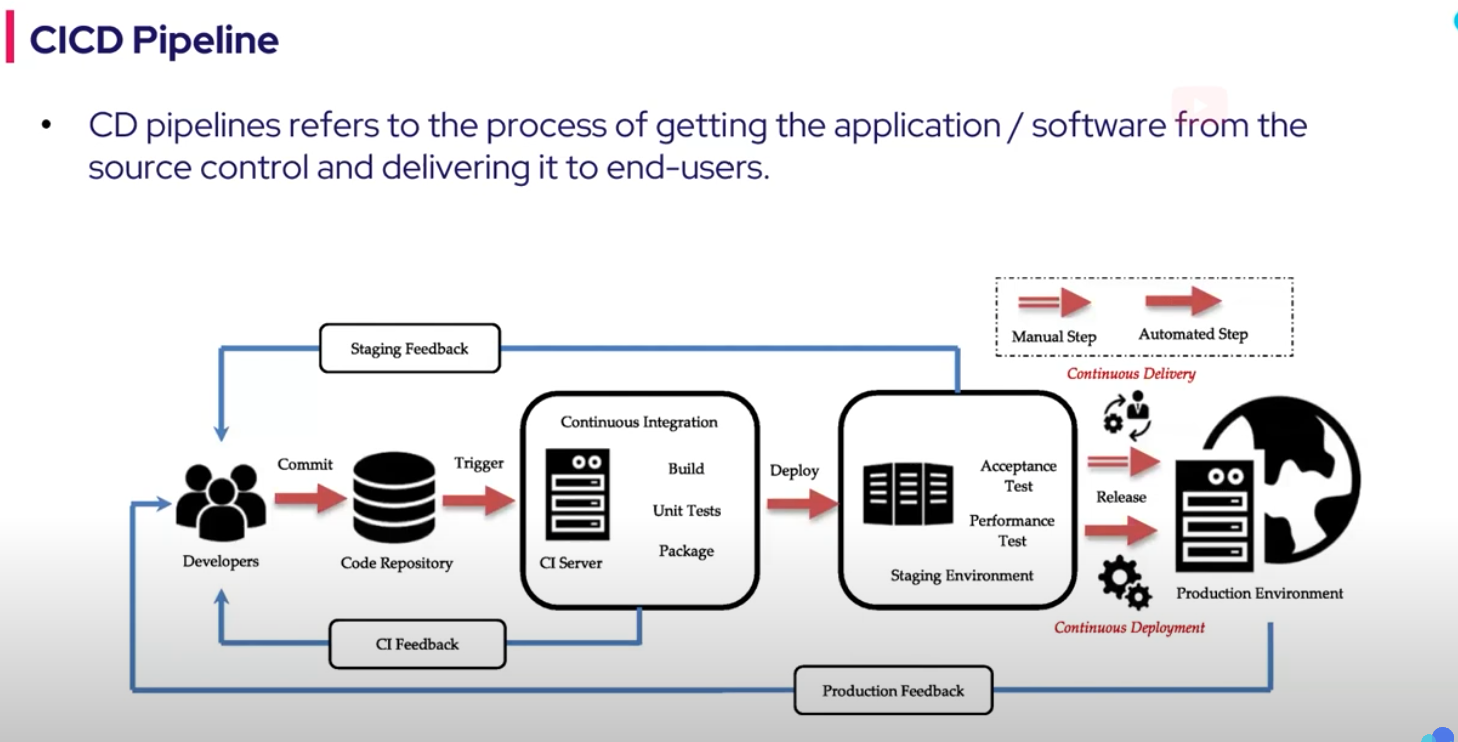 CICD Pipeline
• CD pipelines refers to the process of getting the application / software from the
source control and delivering it to end-users.
Manual Step
Automated Step
Continuous Delivery
Staging Feedback
Continuous Integration
Commit
Trigger
Build
Deploy
Acceptance
Test
Release
Unit Tests
Performance
Test
Package
Developers
Code Repository
CI Server
Staging Environment
Production Environment
Continuous Deployment
CI Feedback
Production Feedback